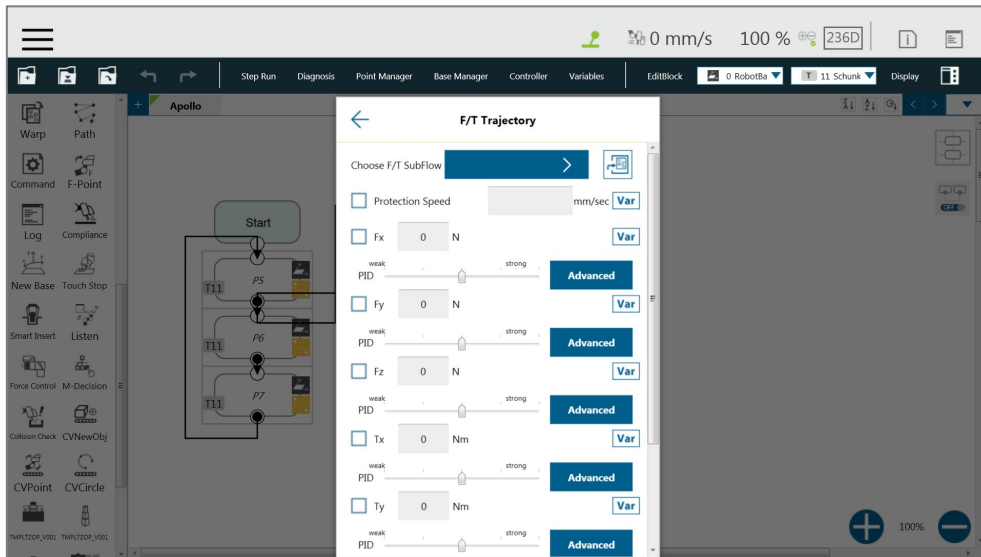 0 mm/s 100 % 236D
Step Run Diagnosis Point Manager Base Manager Controller Variables EditBlock 0 RobotBa T 11 Schunk Display
Warp Path
+ Apollo
F/T Trajectory
Choose F/T SubFlow
Command F-Point
Protection Speed mm/sec Var
OFF
Log Compliance
Start
Fx 0 N Var
weak strong
PID Advanced
New Base Touch Stop
P5
T11
Fy 0 N Var
Smart Insert Listen
weak strong
PID Advanced
P6
T11
Force Control M-Decision
Fz 0 N Var
weak strong
PID Advanced
P7
T11
Collision Check CVNewObj
Tx 0 Nm Var
weak strong
PID Advanced
CVPoint CVCircle
Ty 0 Nm Var
TMPLTZOP_V001 TMPLTZOP_V001
100%
weak strong
PID Advanced